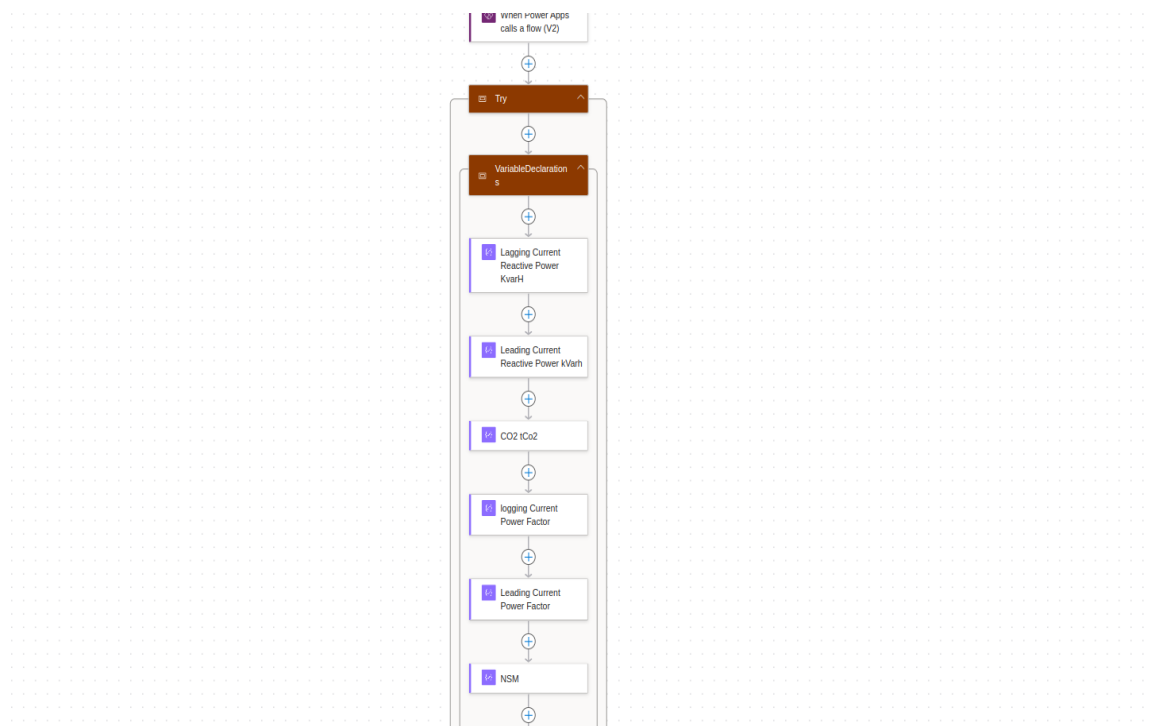 When Power Apps
calls a flow (V2)
Try
VariableDeclaration
s
Lagging Current
Reactive Power
KvarH
Leading Current
Reactive Power kVarh
CO2 tCo2
logging Current
Power Factor
Leading Current
Power Factor
NSM